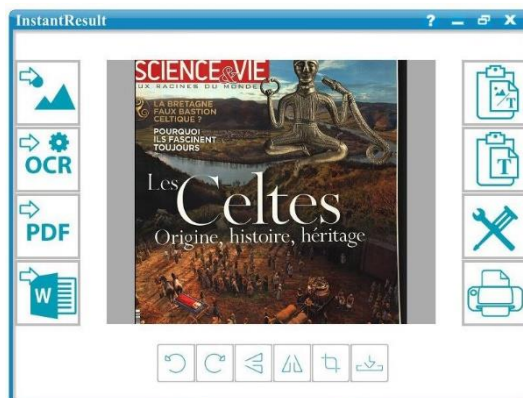 InstantResult
?
SCIENCE&VIE
UX RACINES DU MONDE
LA BRETAGNE
FAUX BASTION
CELTIQUE ?
POURQUOI
ILS FASCINENT
TOUJOURS
Les
Celtes
Origine, histoire, héritage
OCR
PDF
W
T
T